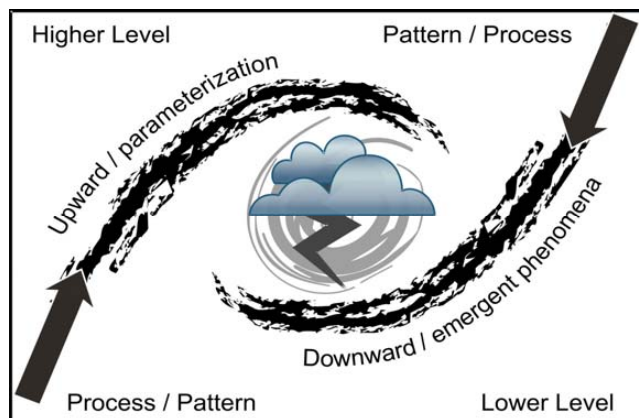 Higher Level
Pattern / Process
Upward / parameterization
Downward / emergent phenomena
Process / Pattern
Lower Level